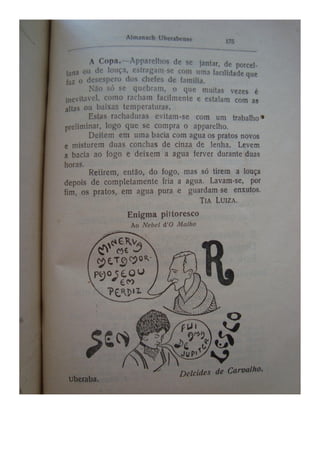 Almanach Uberabense 175
A Copa.—Apparelhos de se jantar, de porcel-
lana ou de louça, estragam-se com uma facilidade que
faz o desespero dos chefes de familia.
Não só se quebram, o que muitas vezes é
inevitavel, como racham facilmente e estalam com as
altas ou baixas temperaturas.
Estas rachaduras evitam-se com um trabalho
preliminar, logo que se compra o apparelho.
Deitem em uma bacia com agua os pratos novos
e misturem duas conchas de cinza de lenha. Levem
a bacia ao fogo e deixem a agua ferver durante duas
horas.
Retirem, então, do fogo, mas só tirem a louça
depois de completamente fria a agua. Lavam-se, por
fim, os pratos, em agua pura e guardam-se enxutos.
TIA LUIZA.
Enigma pittoresco
Ao Nebel d'O Malho
MINERVA
ME
METAMOR-
PHOSEOU
EM
PERDIZ
R
SEN
FUI
DE
JUPITER
LESCO
Delcides de Carvalho.
Uberaba.